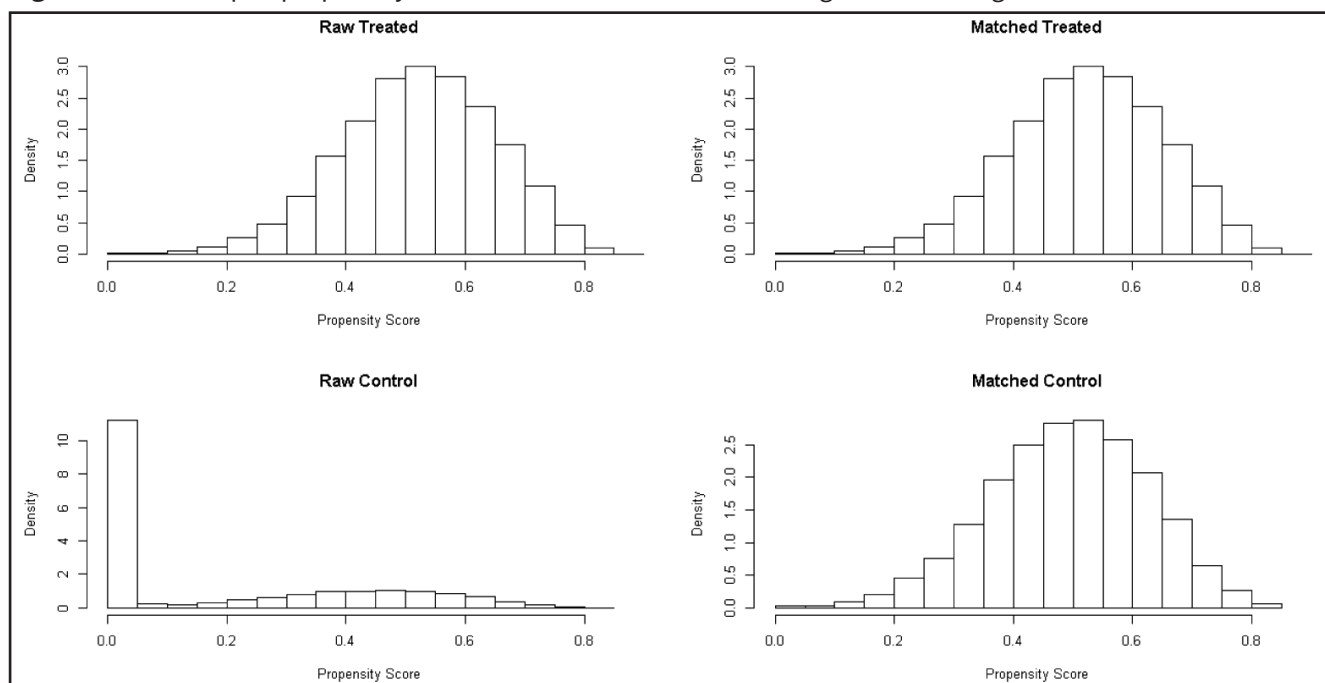 Raw Treated
Density
0.0 0.5 1.0 1.5 2.0 2.5 3.0
0.0 0.2 0.4 0.6 0.8
Propensity Score
Matched Treated
Density
0.0 0.5 1.0 1.5 2.0 2.5 3.0
0.0 0.2 0.4 0.6 0.8
Propensity Score
Raw Control
Density
0 2 4 6 8 10
0.0 0.2 0.4 0.6 0.8
Propensity Score
Matched Control
Density
0.0 0.5 1.0 1.5 2.0 2.5
0.0 0.2 0.4 0.6 0.8
Propensity Score